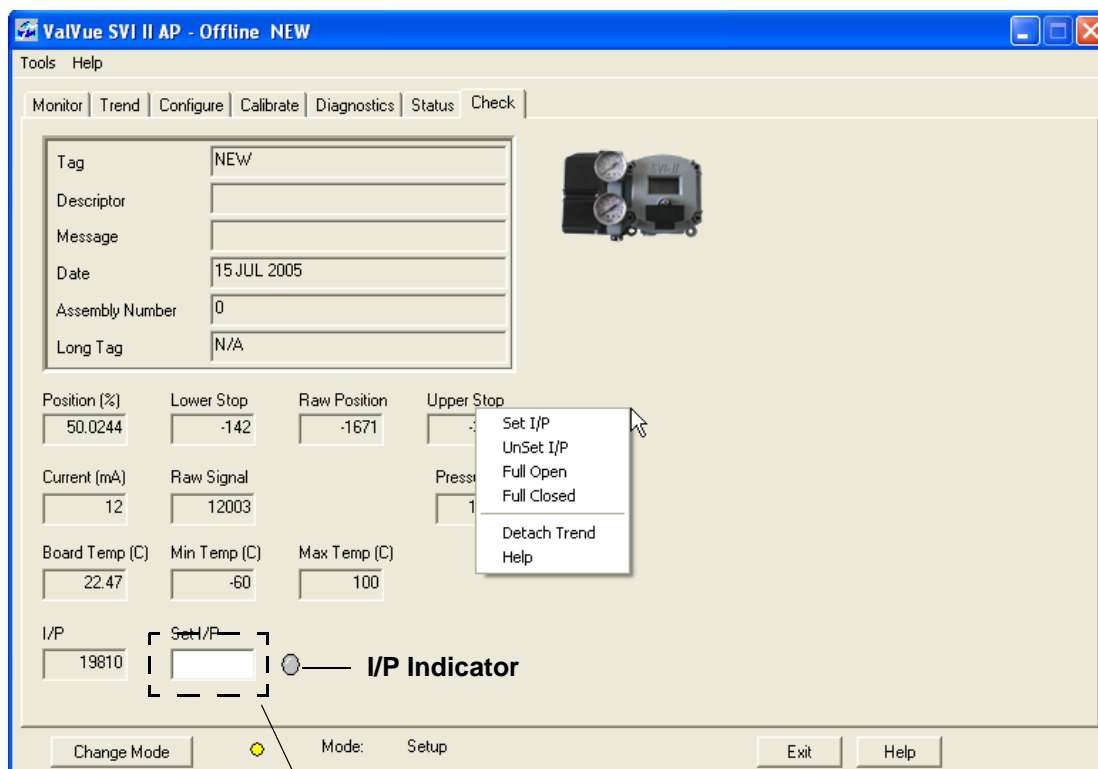 ValVue SVI II AP - Offline NEW
Tools Help
Monitor Trend Configure Calibrate Diagnostics Status Check
Tag NEW
Descriptor
Message
Date 15 JUL 2005
Assembly Number 0
Long Tag N/A
SVI-II
Position (%) Lower Stop Raw Position Upper Stop
50.0244 -142 -1671
Set I/P
UnSet I/P
Full Open
Full Closed
Detach Trend
Help
Current (mA) Raw Signal
12 12003
Board Temp (C) Min Temp (C) Max Temp (C)
22.47 -60 100
I/P Set I/P
19810
I/P Indicator
Change Mode Mode: Setup Exit Help